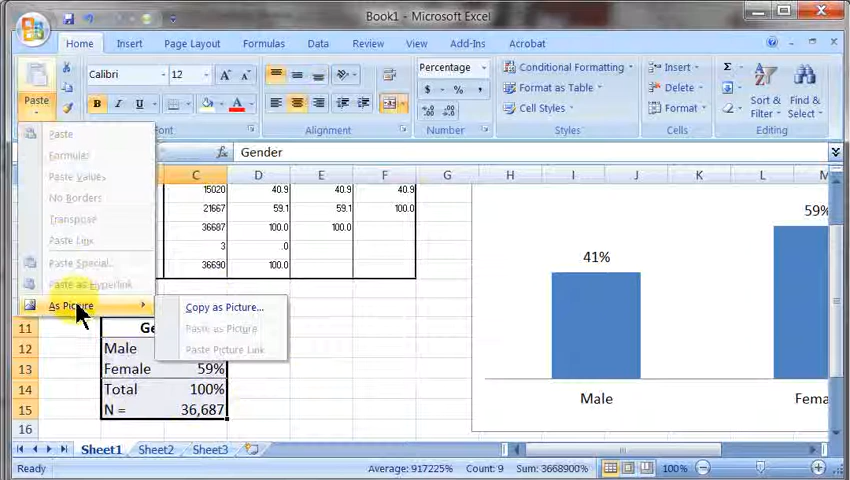 Book1 - Microsoft Excel
Home Insert Page Layout Formulas Data Review View Add-Ins Acrobat
Paste
Calibri 12
B I U
Font
Alignment
Percentage
Number
Conditional Formatting
Format as Table
Cell Styles
Styles
Insert
Delete
Format
Cells
Sort & Filter
Find & Select
Editing
Gender
Paste
Formulas
Paste Values
No Borders
Transpose
Paste Link
Paste Special...
Paste as Hyperlink
As Picture
Copy as Picture...
Paste as Picture
Paste Picture Link
C D E F G H I J K L M
15020 40.9 40.9 40.9
21667 59.1 59.1 100.0
36687 100.0 100.0
3 .0
36690 100.0
11 Ge
12 Male
13 Female 59%
14 Total 100%
15 N = 36,687
16
59%
41%
Male
Fema
Sheet1 Sheet2 Sheet3
Ready
Average: 917225% Count: 9 Sum: 3668900% 100%